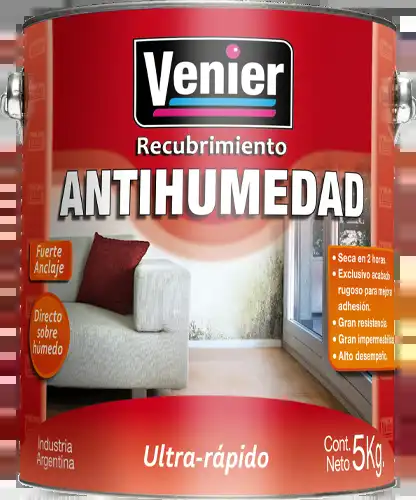 Venier
Recubrimiento
ANTIHUMEDAD
Fuerte
Anclaje
Directo
sobre
húmedo
• Seca en 2 horas.
• Exclusivo acabado
rugoso para mejor
adhesión.
• Gran resistencia.
• Gran impermeabilidad.
• Alto desempeño.
Industria
Argentina
Ultra-rápido
Cont.
Neto 5Kg.